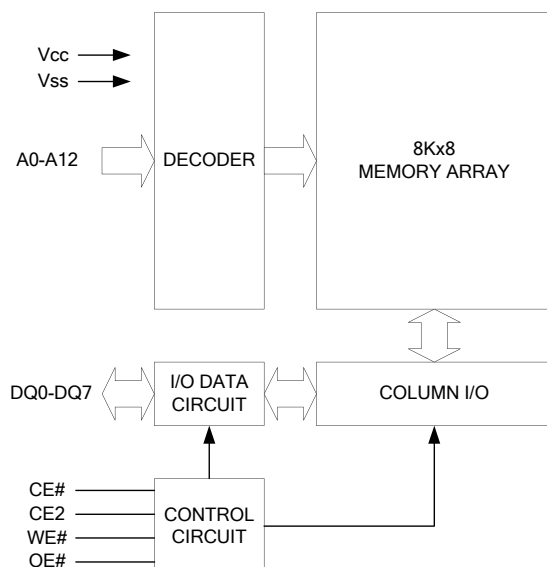 Vcc
Vss
A0-A12
DECODER
8Kx8
MEMORY ARRAY
DQ0-DQ7
I/O DATA
CIRCUIT
COLUMN I/O
CE#
CE2
WE#
OE#
CONTROL
CIRCUIT